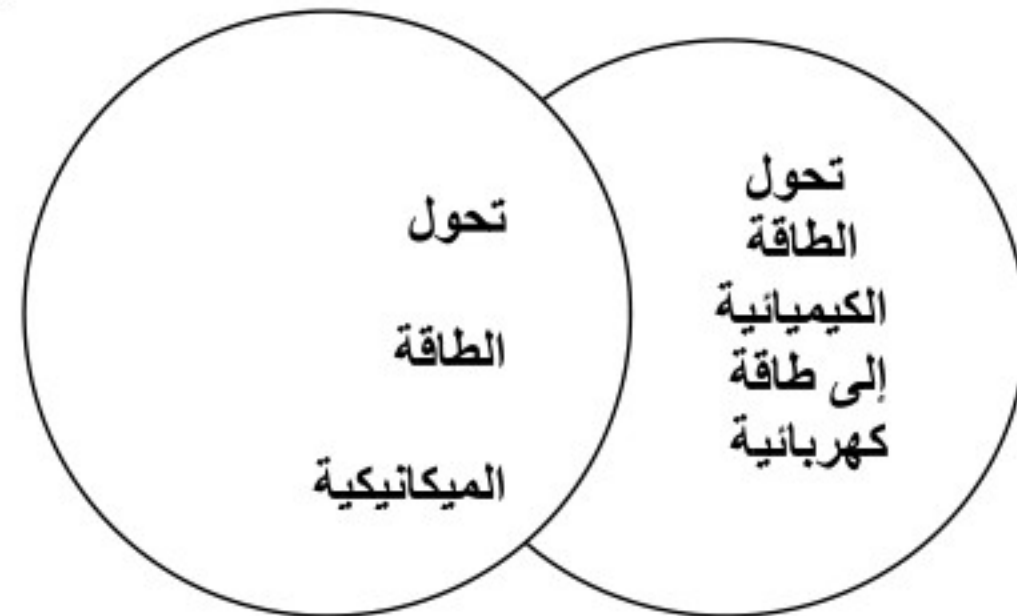 تحول
الطاقة
الكيميائية
إلى طاقة
كهربائية
تحول
الطاقة
الميكانيكية